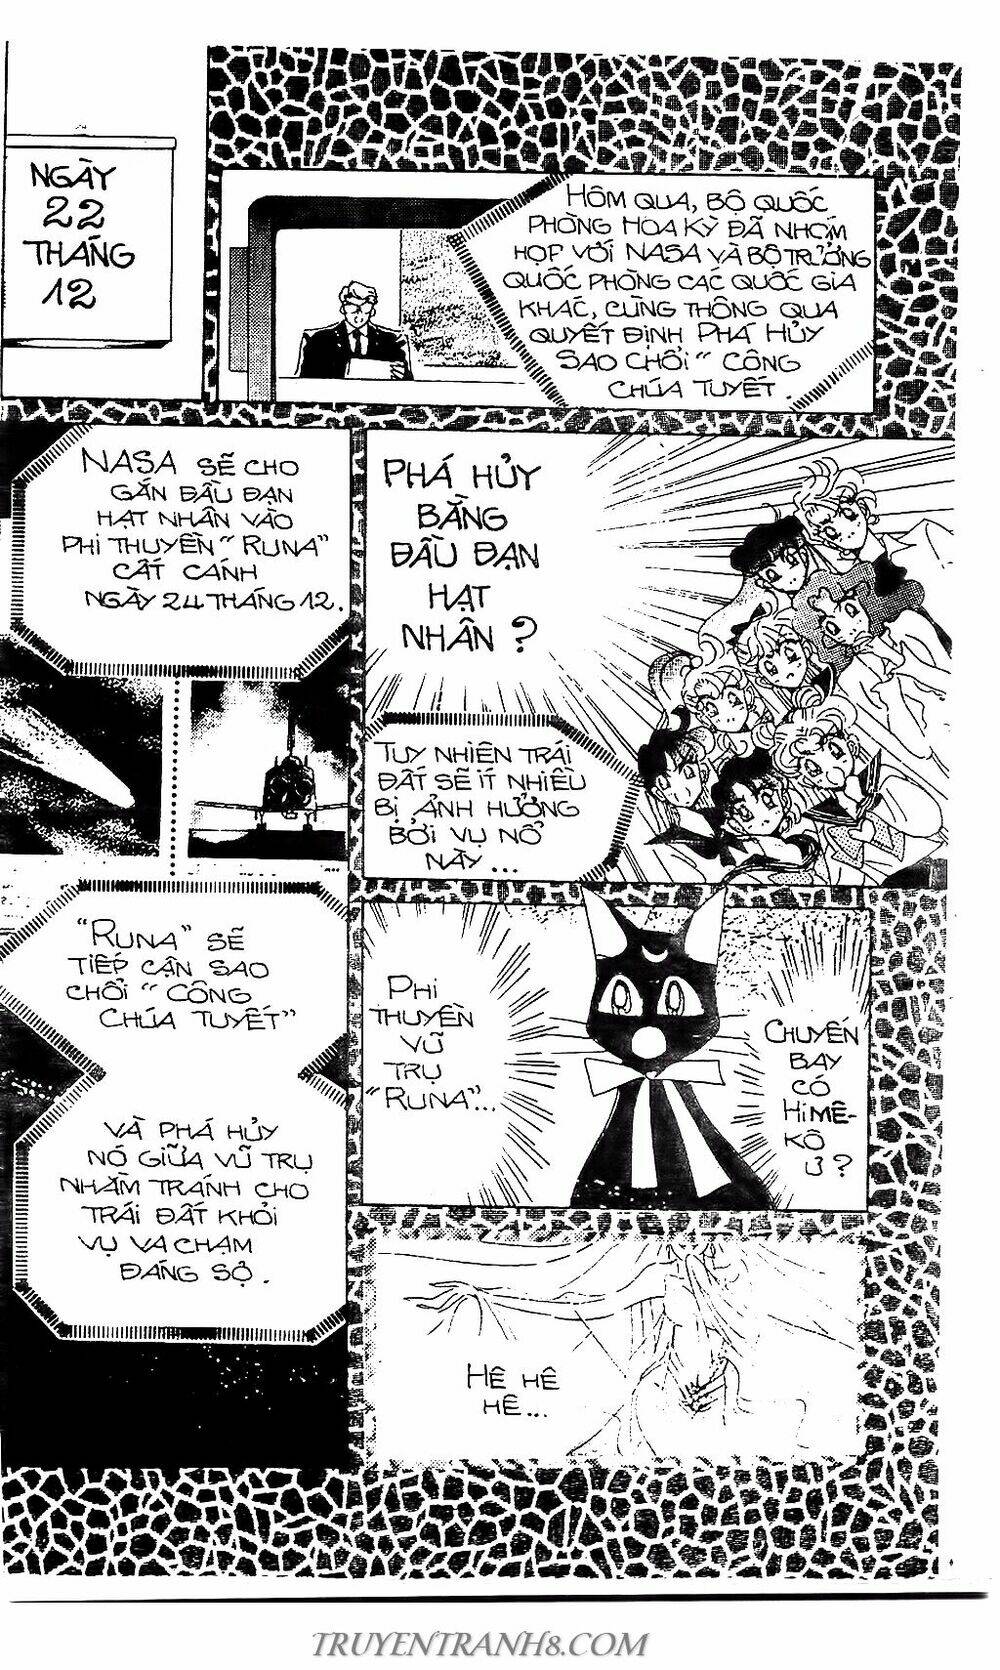 NGÀY
22
THÁNG
12
HÔM QUA, BỘ QUỐC
PHÒNG HOA KỲ ĐÃ NHÓM
HỌP VỚI NASA VÀ BỘ TRƯỞNG
QUỐC PHÒNG CÁC QUỐC GIA
KHÁC, CÙNG THÔNG QUA
QUYẾT ĐỊNH PHÁ HỦY
SAO CHỔI "CÔNG
CHÚA TUYẾT.
NASA SẼ CHO
GẮN ĐẦU ĐẠN
HẠT NHÂN VÀO
PHI THUYỀN "RUNA"
CẤT CÁNH
NGÀY 24 THÁNG 12.
PHÁ HỦY
BẰNG
ĐẦU ĐẠN
HẠT
NHÂN?
TUY NHIÊN TRÁI
ĐẤT SẼ ÍT NHIỀU
BỊ ẢNH HƯỞNG
BỞI VỤ NỔ
NÀY...
"RUNA" SẼ
TIẾP CẬN SAO
CHỔI "CÔNG
CHÚA TUYẾT"
VÀ PHÁ HỦY
NÓ GIỮA VŨ TRỤ
NHẰM TRÁNH CHO
TRÁI ĐẤT KHỎI
VỤ VA CHẠM
ĐÁNG SỢ.
PHI
THUYỀN
VŨ
TRỤ
"RUNA"...
CHUYẾN
BAY
CÓ
HIMÊ-
KÔ
Ư?
HÊ HÊ
HÊ...
TRUYENTRANH8.COM